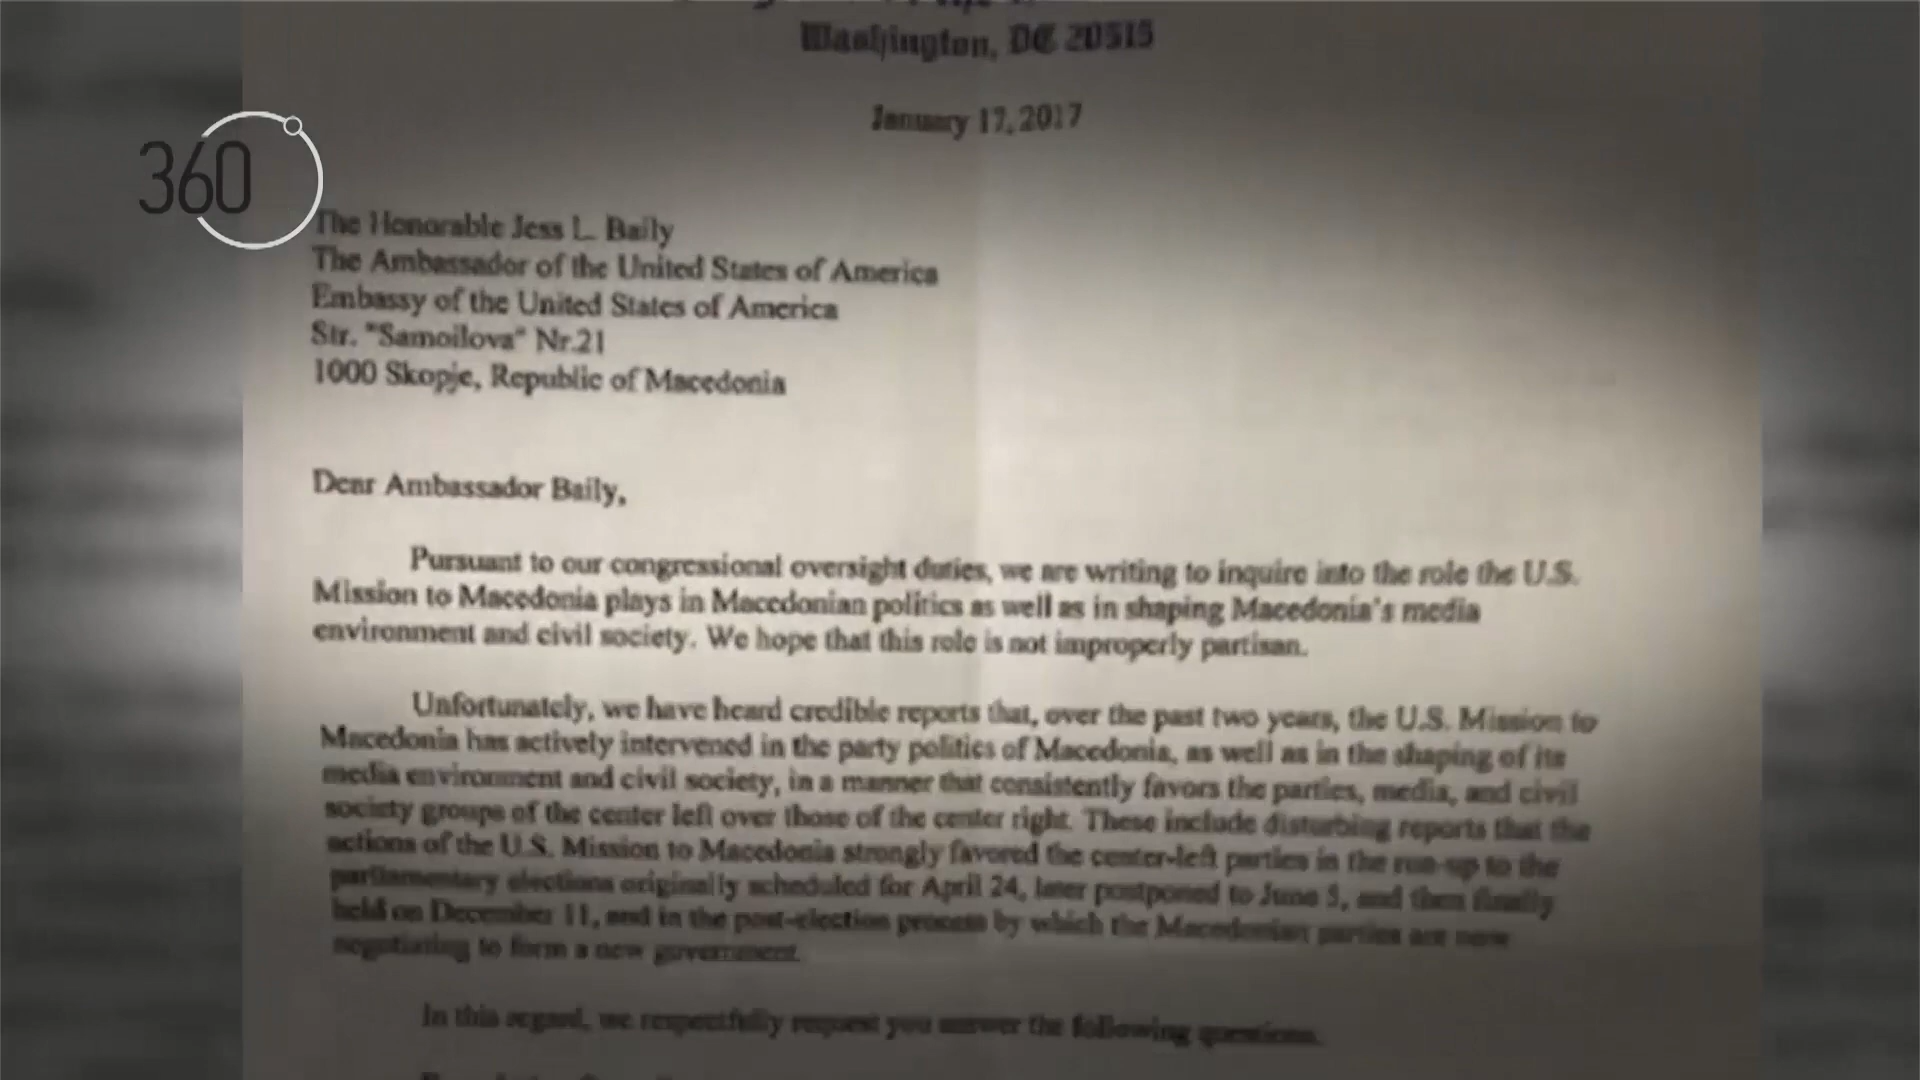 Washington, DC 20515
January 17, 2017
360
The Honorable Jess L. Baily
The Ambassador of the United States of America
Embassy of the United States of America
Str. "Samoilova" Nr.21
1000 Skopje, Republic of Macedonia
Dear Ambassador Baily,
Pursuant to our congressional oversight duties, we are writing to inquire into the role the U.S.
Mission to Macedonia plays in Macedonian politics as well as in shaping Macedonia's media
environment and civil society. We hope that this role is not improperly partisan.
Unfortunately, we have heard credible reports that, over the past two years, the U.S. Mission to
Macedonia has actively intervened in the party politics of Macedonia, as well as in the shaping of its
media environment and civil society, in a manner that consistently favors the parties, media, and civil
society groups of the center left over those of the center right. These include disturbing reports that the
actions of the U.S. Mission to Macedonia strongly favored the center-left parties in the run-up to the
parliamentary elections originally scheduled for April 24, later postponed to June 5, and then finally
held on December 11, and in the post-election process by which the Macedonian parties are now
negotiating to form a new government.
In this regard, we respectfully request you answer the following questions.